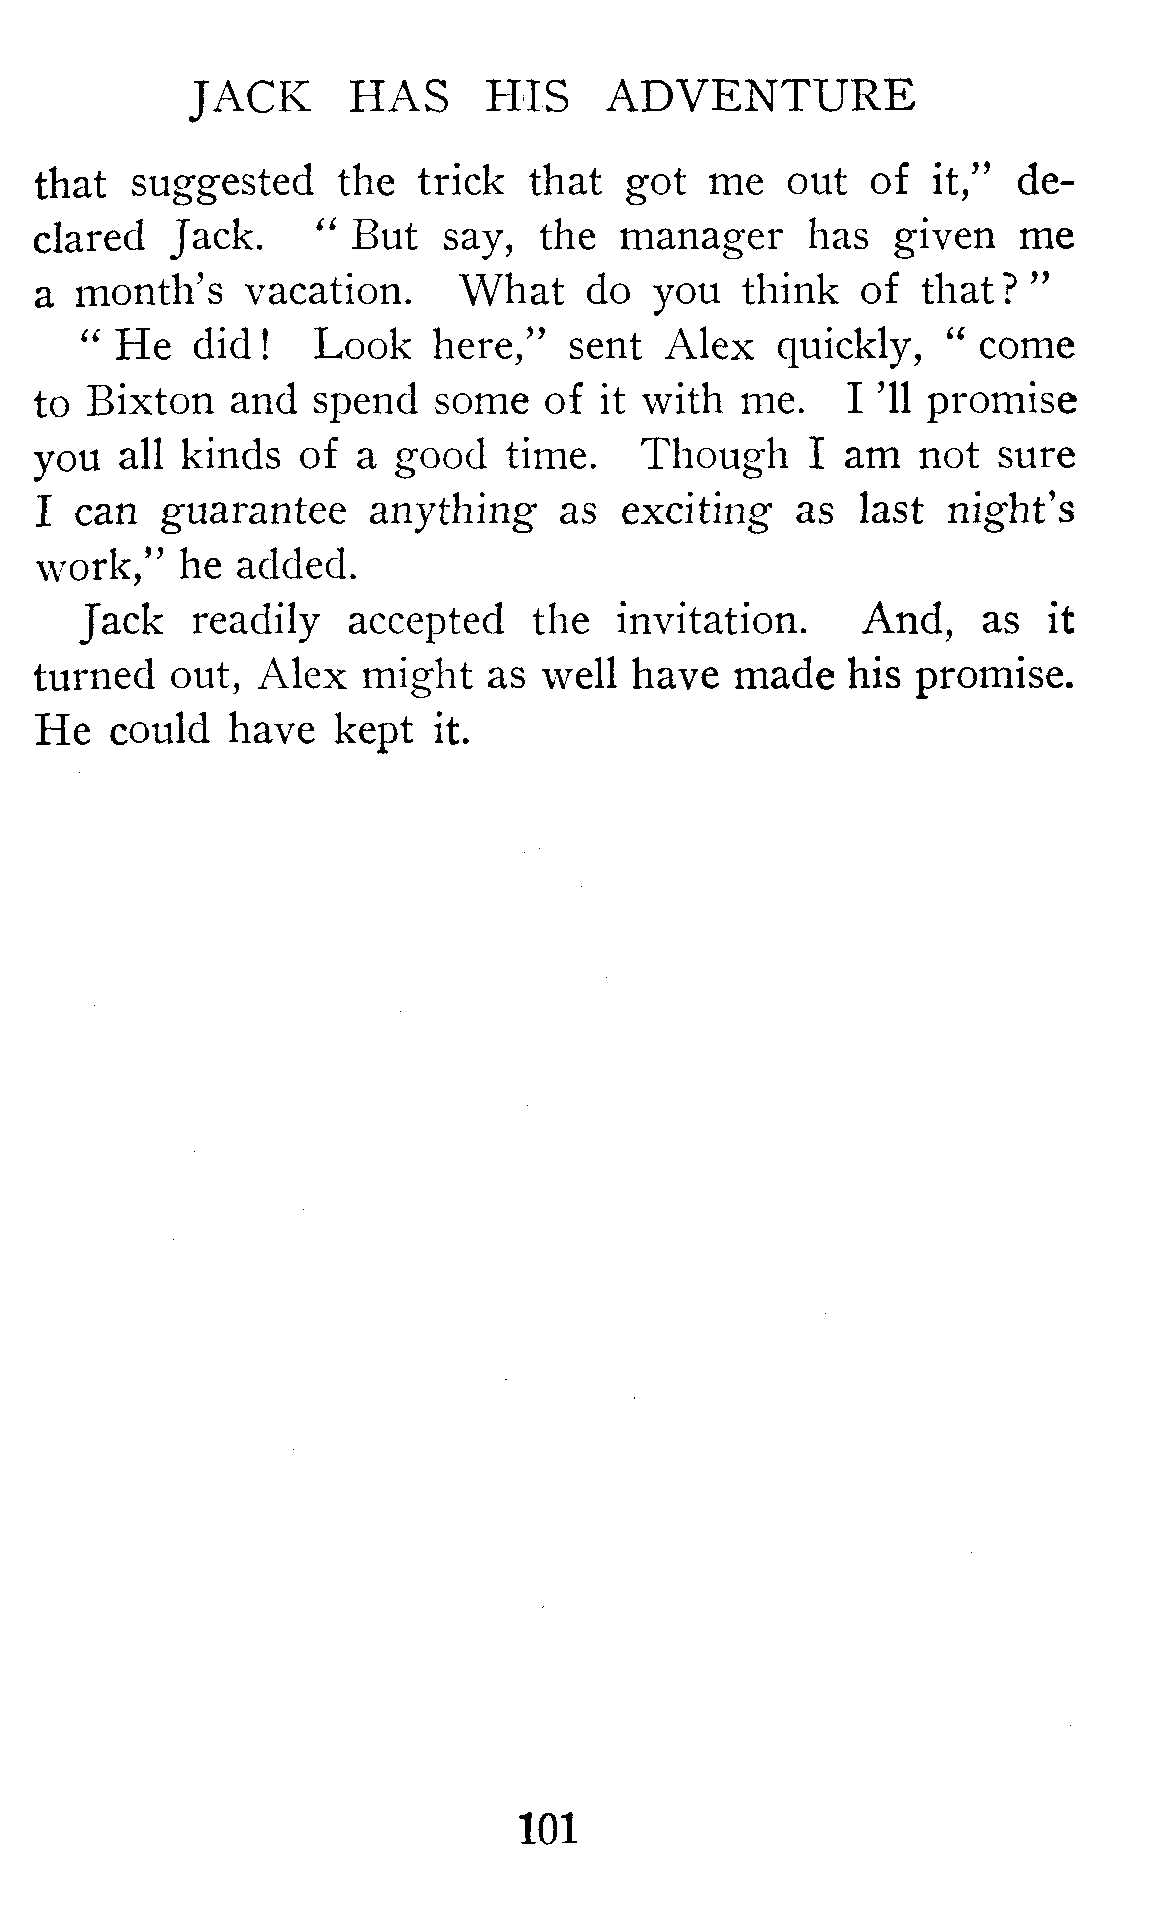 JACK HAS HIS ADVENTURE
that suggested the trick that got me out of it,” de-
clared Jack. “ But say, the manager has given me
a month’s vacation. What do you think of that? ”
“ He did! Look here,” sent Alex quickly, “ come
to Bixton and spend some of it with me. I ’ll promise
you all kinds of a good time. Though I am not sure
I can guarantee anything as exciting as last night’s
work,” he added.
Jack readily accepted the invitation. And, as it
turned out, Alex might as well have made his promise.
He could have kept it.
101